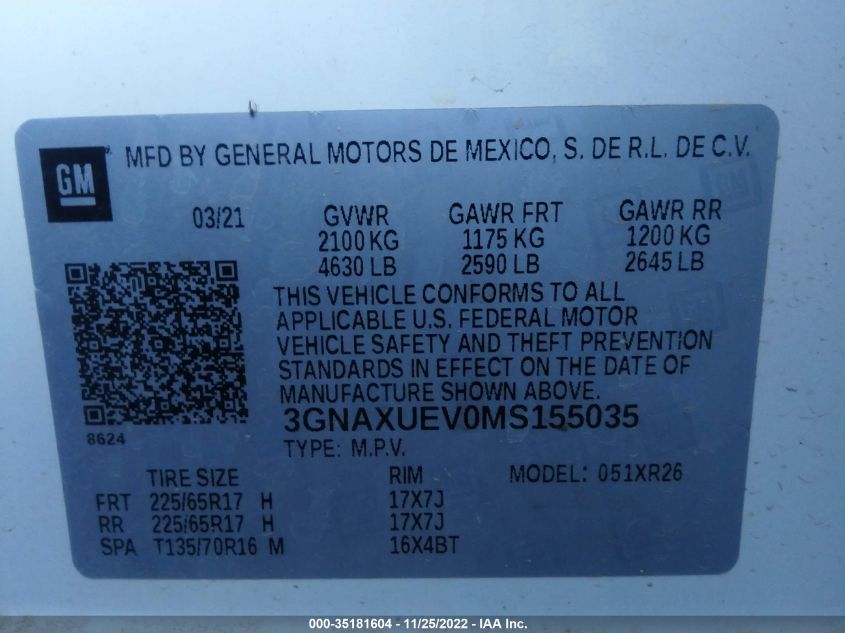 GM MFD BY GENERAL MOTORS DE MEXICO, S. DE R.L. DE C.V.
03/21 GVWR GAWR FRT GAWR RR
2100 KG 1175 KG 1200 KG
4630 LB 2590 LB 2645 LB
THIS VEHICLE CONFORMS TO ALL
APPLICABLE U.S. FEDERAL MOTOR
VEHICLE SAFETY AND THEFT PREVENTION
STANDARDS IN EFFECT ON THE DATE OF
MANUFACTURE SHOWN ABOVE.
3GNAXUEV0MS155035
8624
TYPE: M.P.V.
TIRE SIZE RIM MODEL: 051XR26
FRT 225/65R17 H 17X7J
RR 225/65R17 H 17X7J
SPA T135/70R16 M 16X4BT
000-35181604 - 11/25/2022 - IAA Inc.